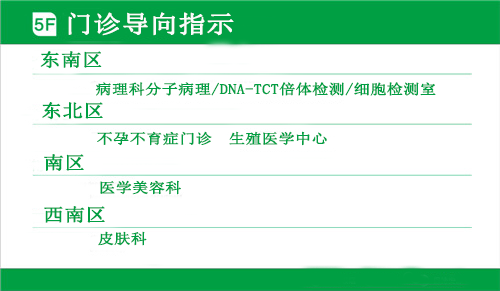 5F 门诊导向指示
东南区
病理科分子病理/DNA-TCT倍体检测/细胞检测室
东北区
不孕不育症门诊 生殖医学中心
南区
医学美容科
西南区
皮肤科